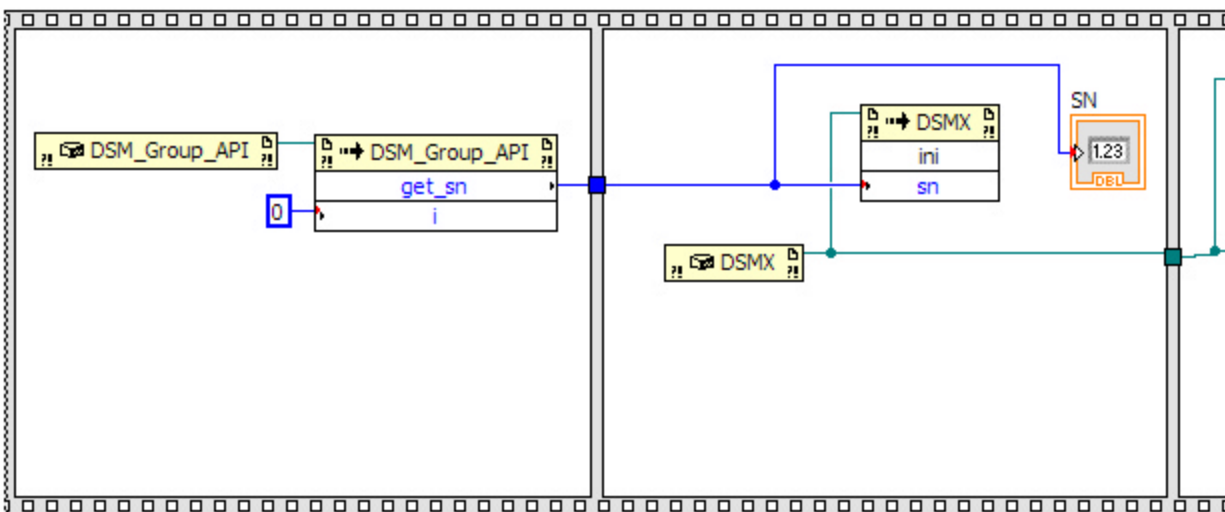 DSM_Group_API
DSM_Group_API
get_sn
0
i
DSMX
ini
sn
SN
1.23
DBL
DSMX